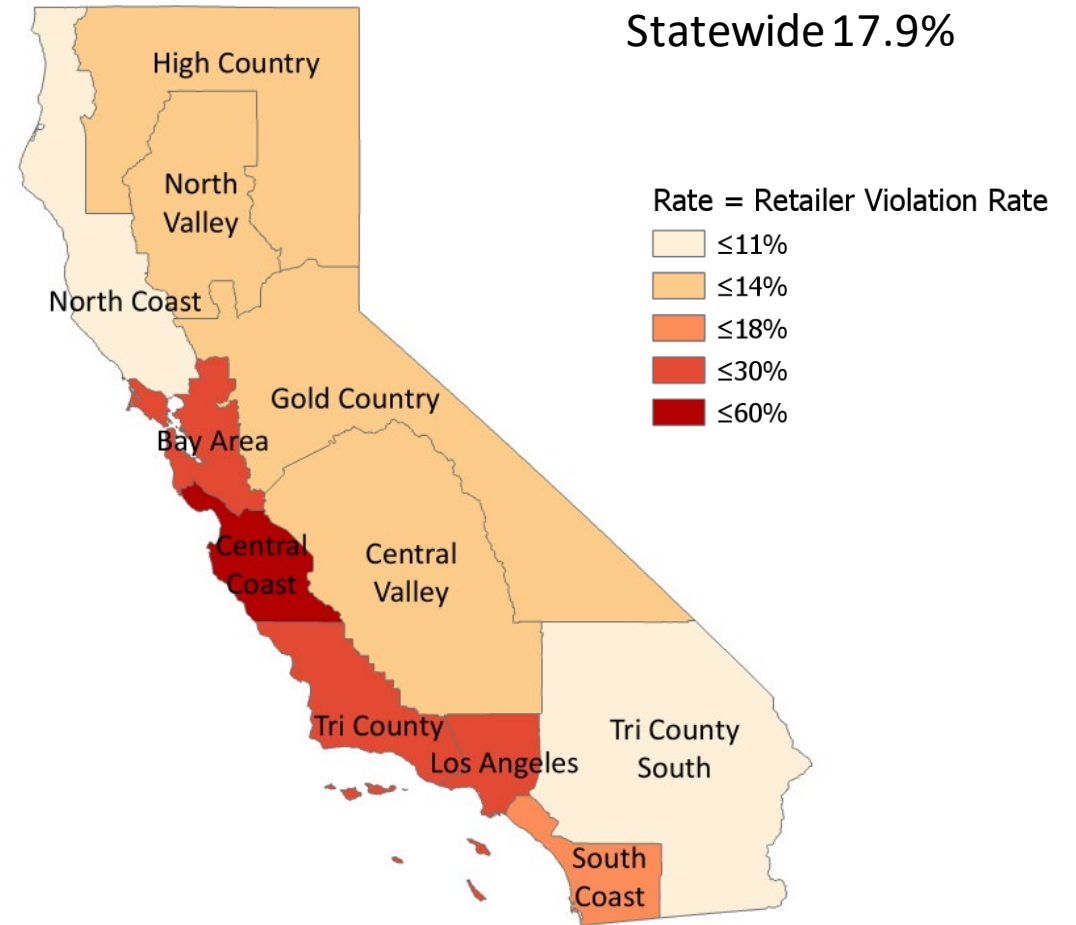 Statewide 17.9%
High Country
North
Valley
Rate = Retailer Violation Rate
≤11%
≤14%
≤18%
≤30%
≤60%
North Coast
Gold Country
Bay Area
Central
Coast
Central
Valley
Tri County
Los Angeles
Tri County
South
South
Coast